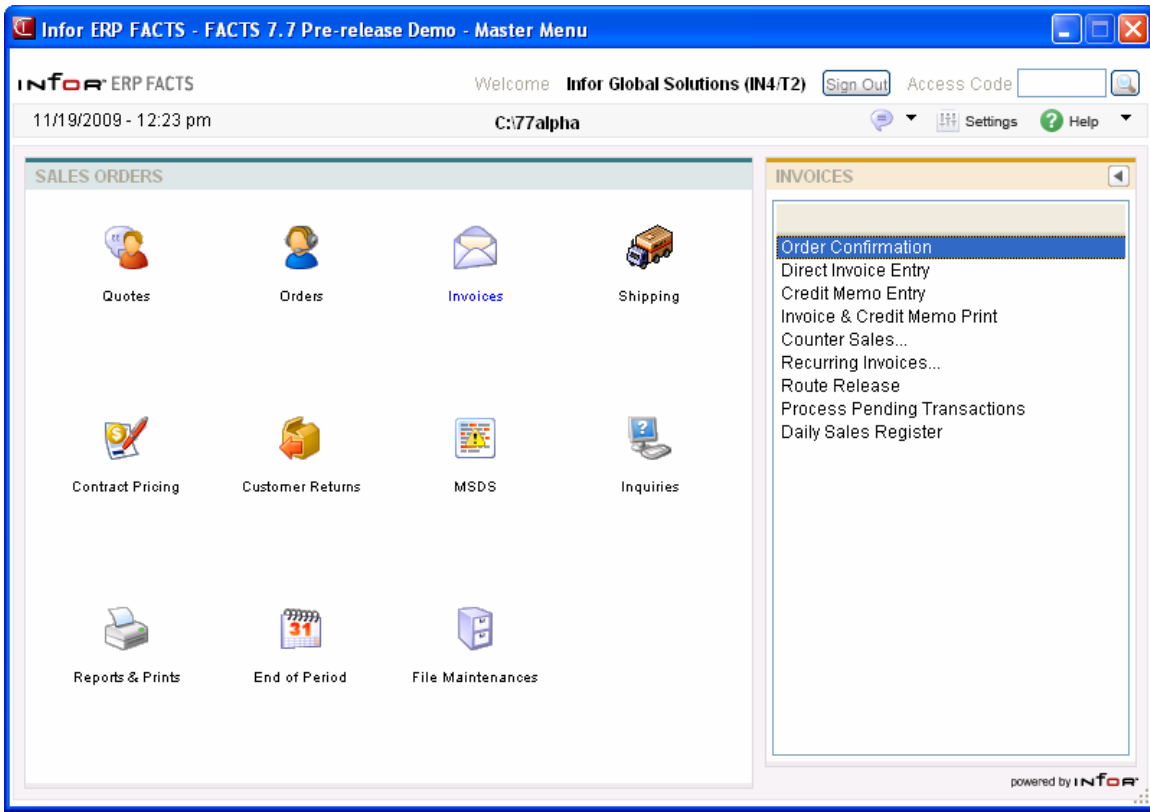 Infor ERP FACTS - FACTS 7.7 Pre-release Demo - Master Menu
infor ERP FACTS Welcome Infor Global Solutions (IN4/T2) Sign Out Access Code
11/19/2009 - 12:23 pm C:\77alpha Settings Help
SALES ORDERS
Quotes Orders Invoices Shipping
Contract Pricing Customer Returns MSDS Inquiries
31
Reports & Prints End of Period File Maintenances
INVOICES
Order Confirmation
Direct Invoice Entry
Credit Memo Entry
Invoice & Credit Memo Print
Counter Sales...
Recurring Invoices...
Route Release
Process Pending Transactions
Daily Sales Register
powered by infor